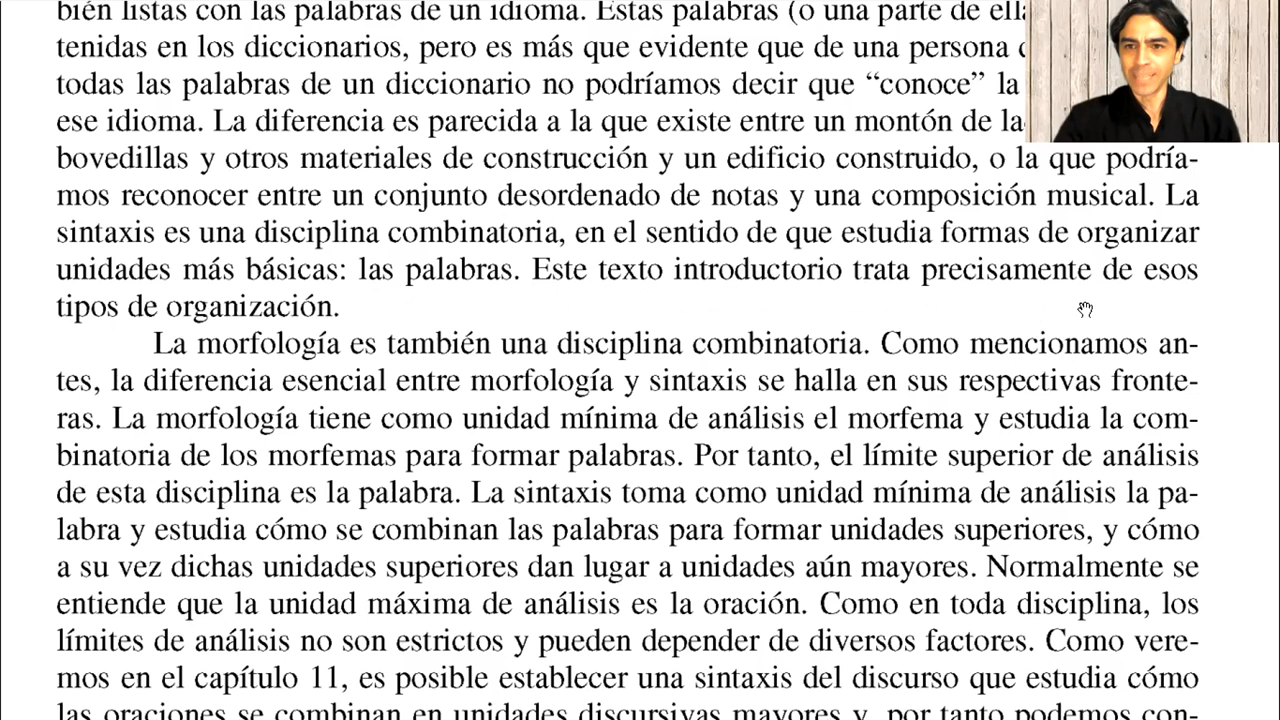 bién listas con las palabras de un idioma. Estas palabras (o una parte de
tenidas en los diccionarios, pero es más que evidente que de una persona
todas las palabras de un diccionario no podríamos decir que “conoce” la
ese idioma. La diferencia es parecida a la que existe entre un montón de
bovedillas y otros materiales de construcción y un edificio construido, o la que podría-
mos reconocer entre un conjunto desordenado de notas y una composición musical. La
sintaxis es una disciplina combinatoria, en el sentido de que estudia formas de organizar
unidades más básicas: las palabras. Este texto introductorio trata precisamente de esos
tipos de organización.
La morfología es también una disciplina combinatoria. Como mencionamos an-
tes, la diferencia esencial entre morfología y sintaxis se halla en sus respectivas fronte-
ras. La morfología tiene como unidad mínima de análisis el morfema y estudia la com-
binatoria de los morfemas para formar palabras. Por tanto, el límite superior de análisis
de esta disciplina es la palabra. La sintaxis toma como unidad mínima de análisis la pa-
labra y estudia cómo se combinan las palabras para formar unidades superiores, y cómo
a su vez dichas unidades superiores dan lugar a unidades aún mayores. Normalmente se
entiende que la unidad máxima de análisis es la oración. Como en toda disciplina, los
límites de análisis no son estrictos y pueden depender de diversos factores. Como vere-
mos en el capítulo 11, es posible establecer una sintaxis del discurso que estudia cómo
las oraciones se combinan en unidades discursivas mayores y, por tanto podemos con-